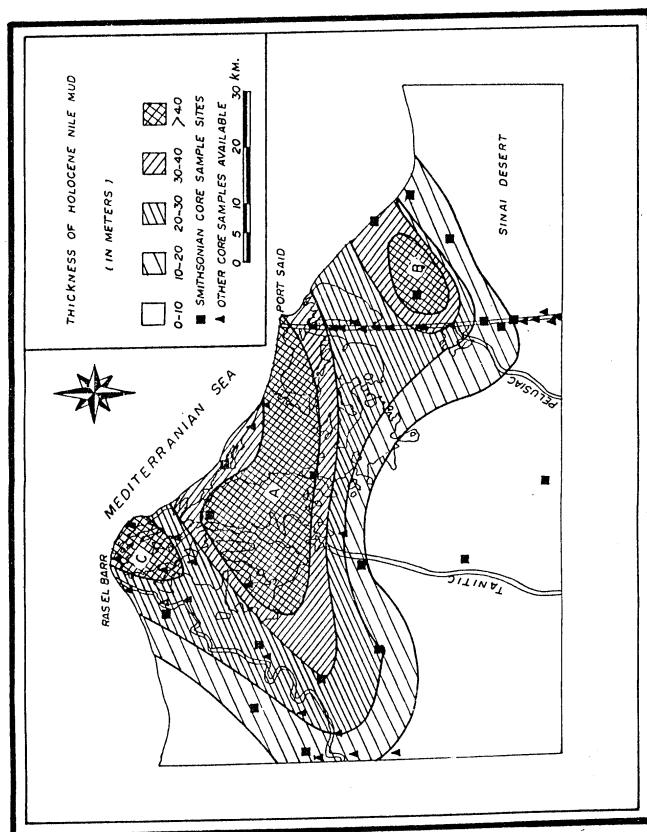 THICKNESS OF HOLOCENE NILE MUD
( IN METERS )
0-10
10-20
20-30
30-40
>40
■ SMITHSONIAN CORE SAMPLE SITES
▲ OTHER CORE SAMPLES AVAILABLE
0 5 10 20 30 KM.
MEDITERRANIAN SEA
RAS EL BARR
PORT SAID
A
B
C
SINAI DESERT
PELUSIAC
TANITIC